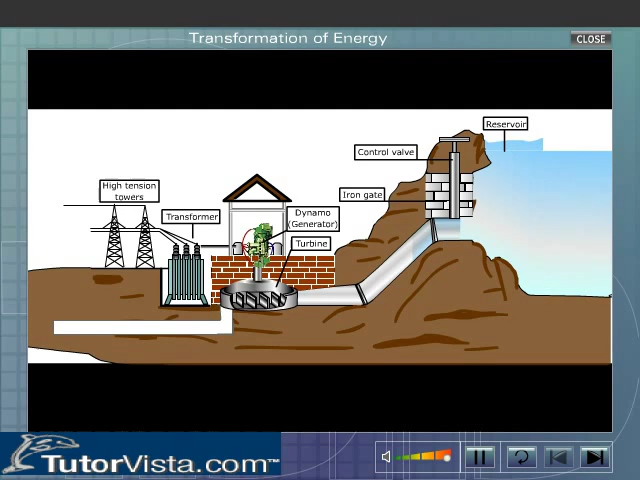 Transformation of Energy
CLOSE
Reservoir
Control valve
Iron gate
High tension
towers
Transformer
Dynamo
(Generator)
Turbine
TutorVista.com™